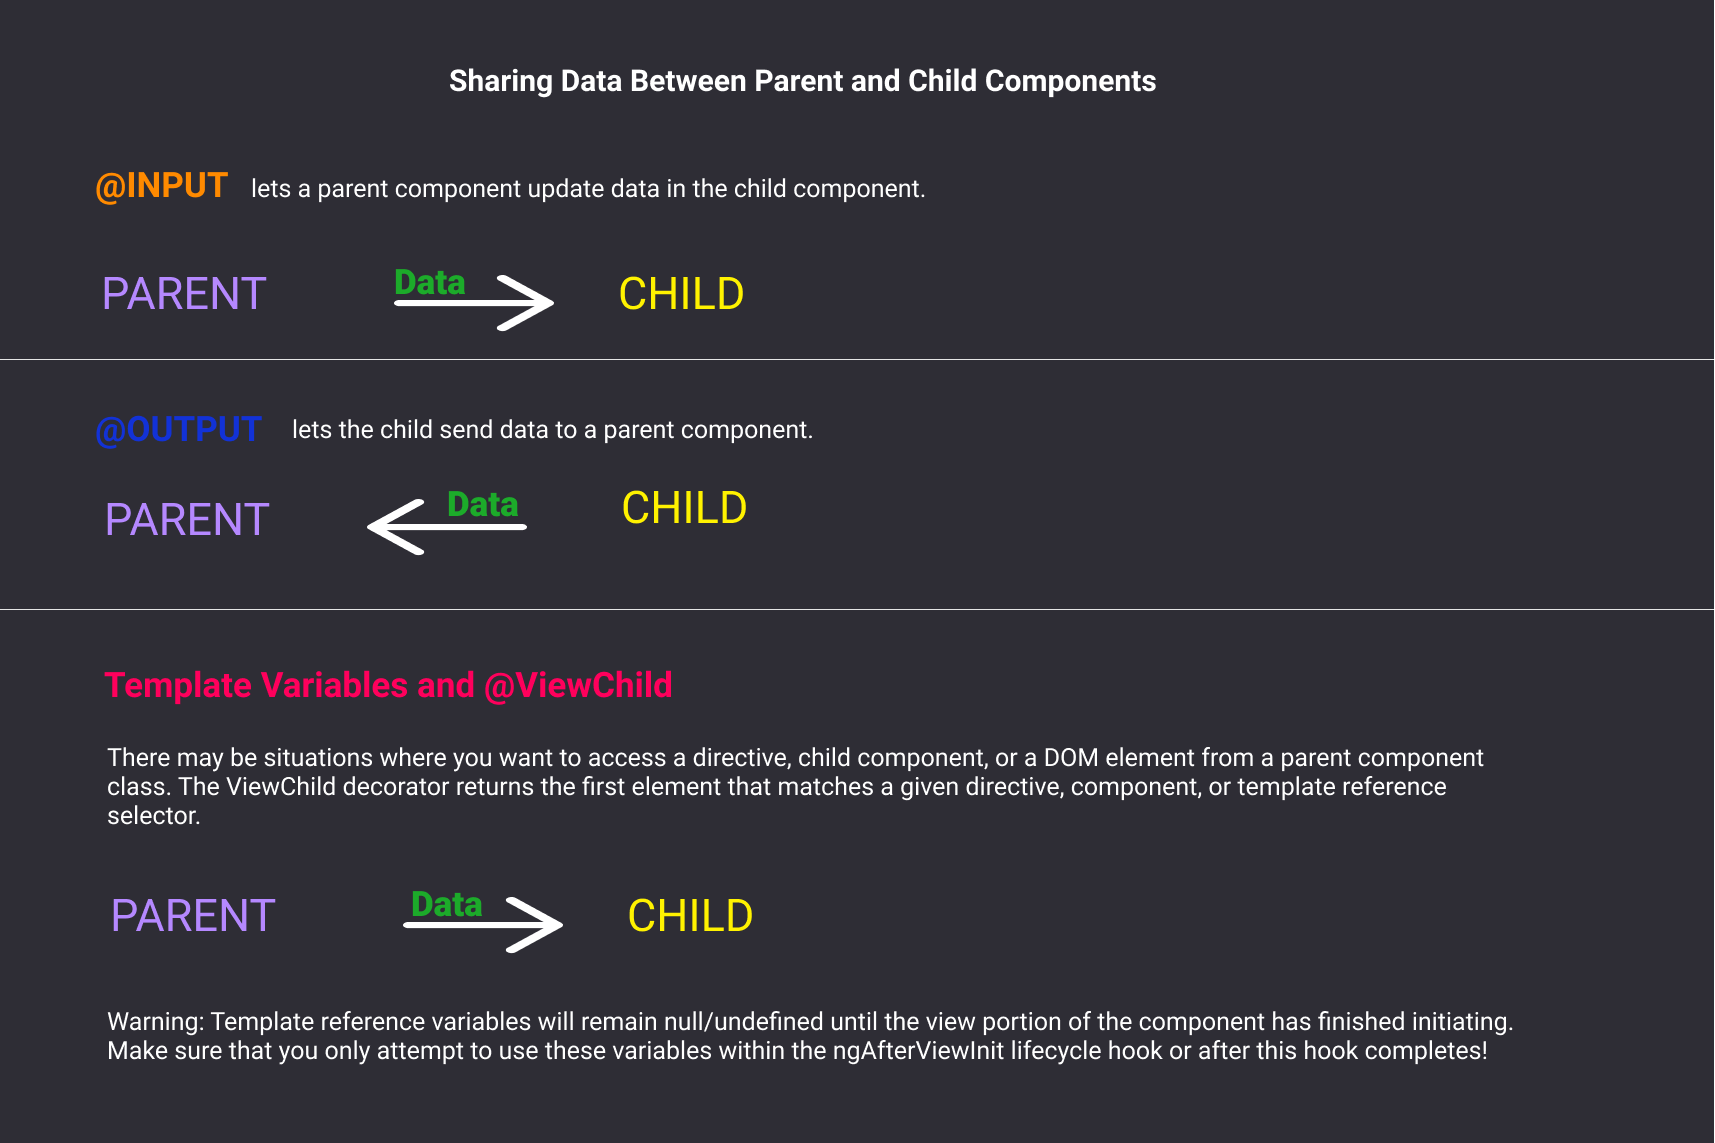 Sharing Data Between Parent and Child Components
@INPUT lets a parent component update data in the child component.
PARENT Data CHILD
@OUTPUT lets the child send data to a parent component.
PARENT Data CHILD
Template Variables and @ViewChild
There may be situations where you want to access a directive, child component, or a DOM element from a parent component
class. The ViewChild decorator returns the first element that matches a given directive, component, or template reference
selector.
PARENT Data CHILD
Warning: Template reference variables will remain null/undefined until the view portion of the component has finished initiating.
Make sure that you only attempt to use these variables within the ngAfterViewInit lifecycle hook or after this hook completes!